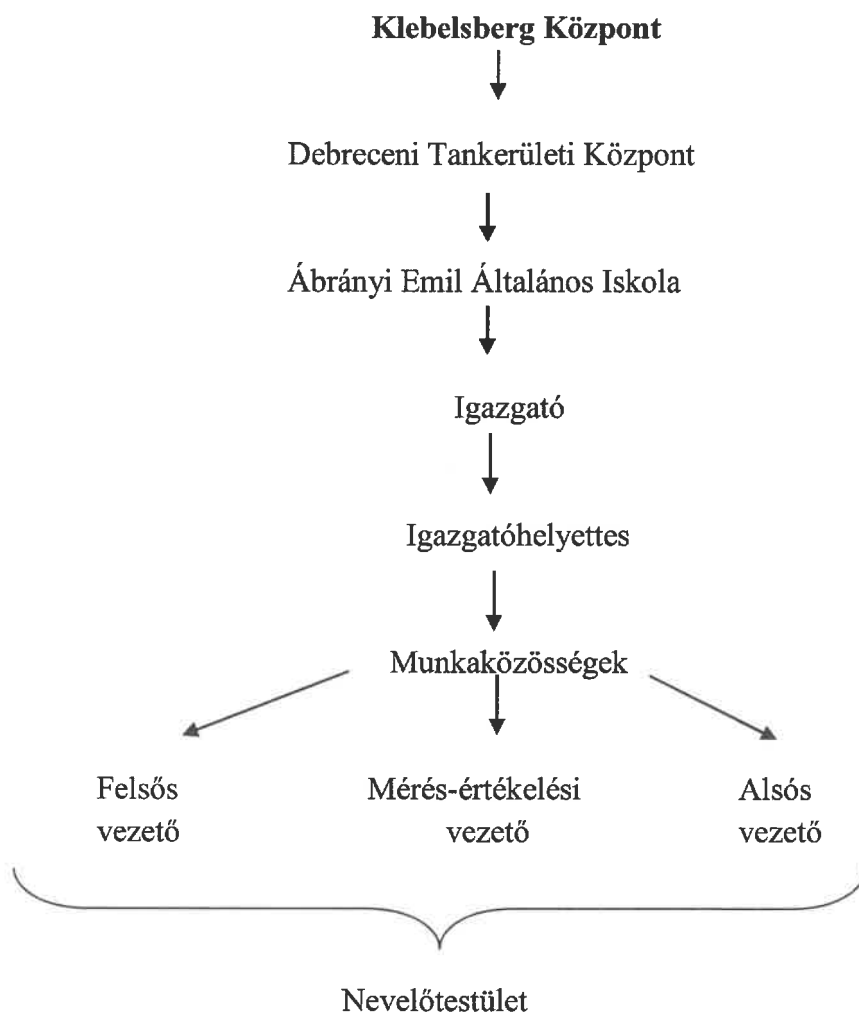 Klebelsberg Központ
Debreceni Tankerületi Központ
Ábrányi Emil Általános Iskola
Igazgató
Igazgatóhelyettes
Munkaközösségek
Felsős
vezető
Mérés-értékelési
vezető
Alsós
vezető
Nevelőtestület